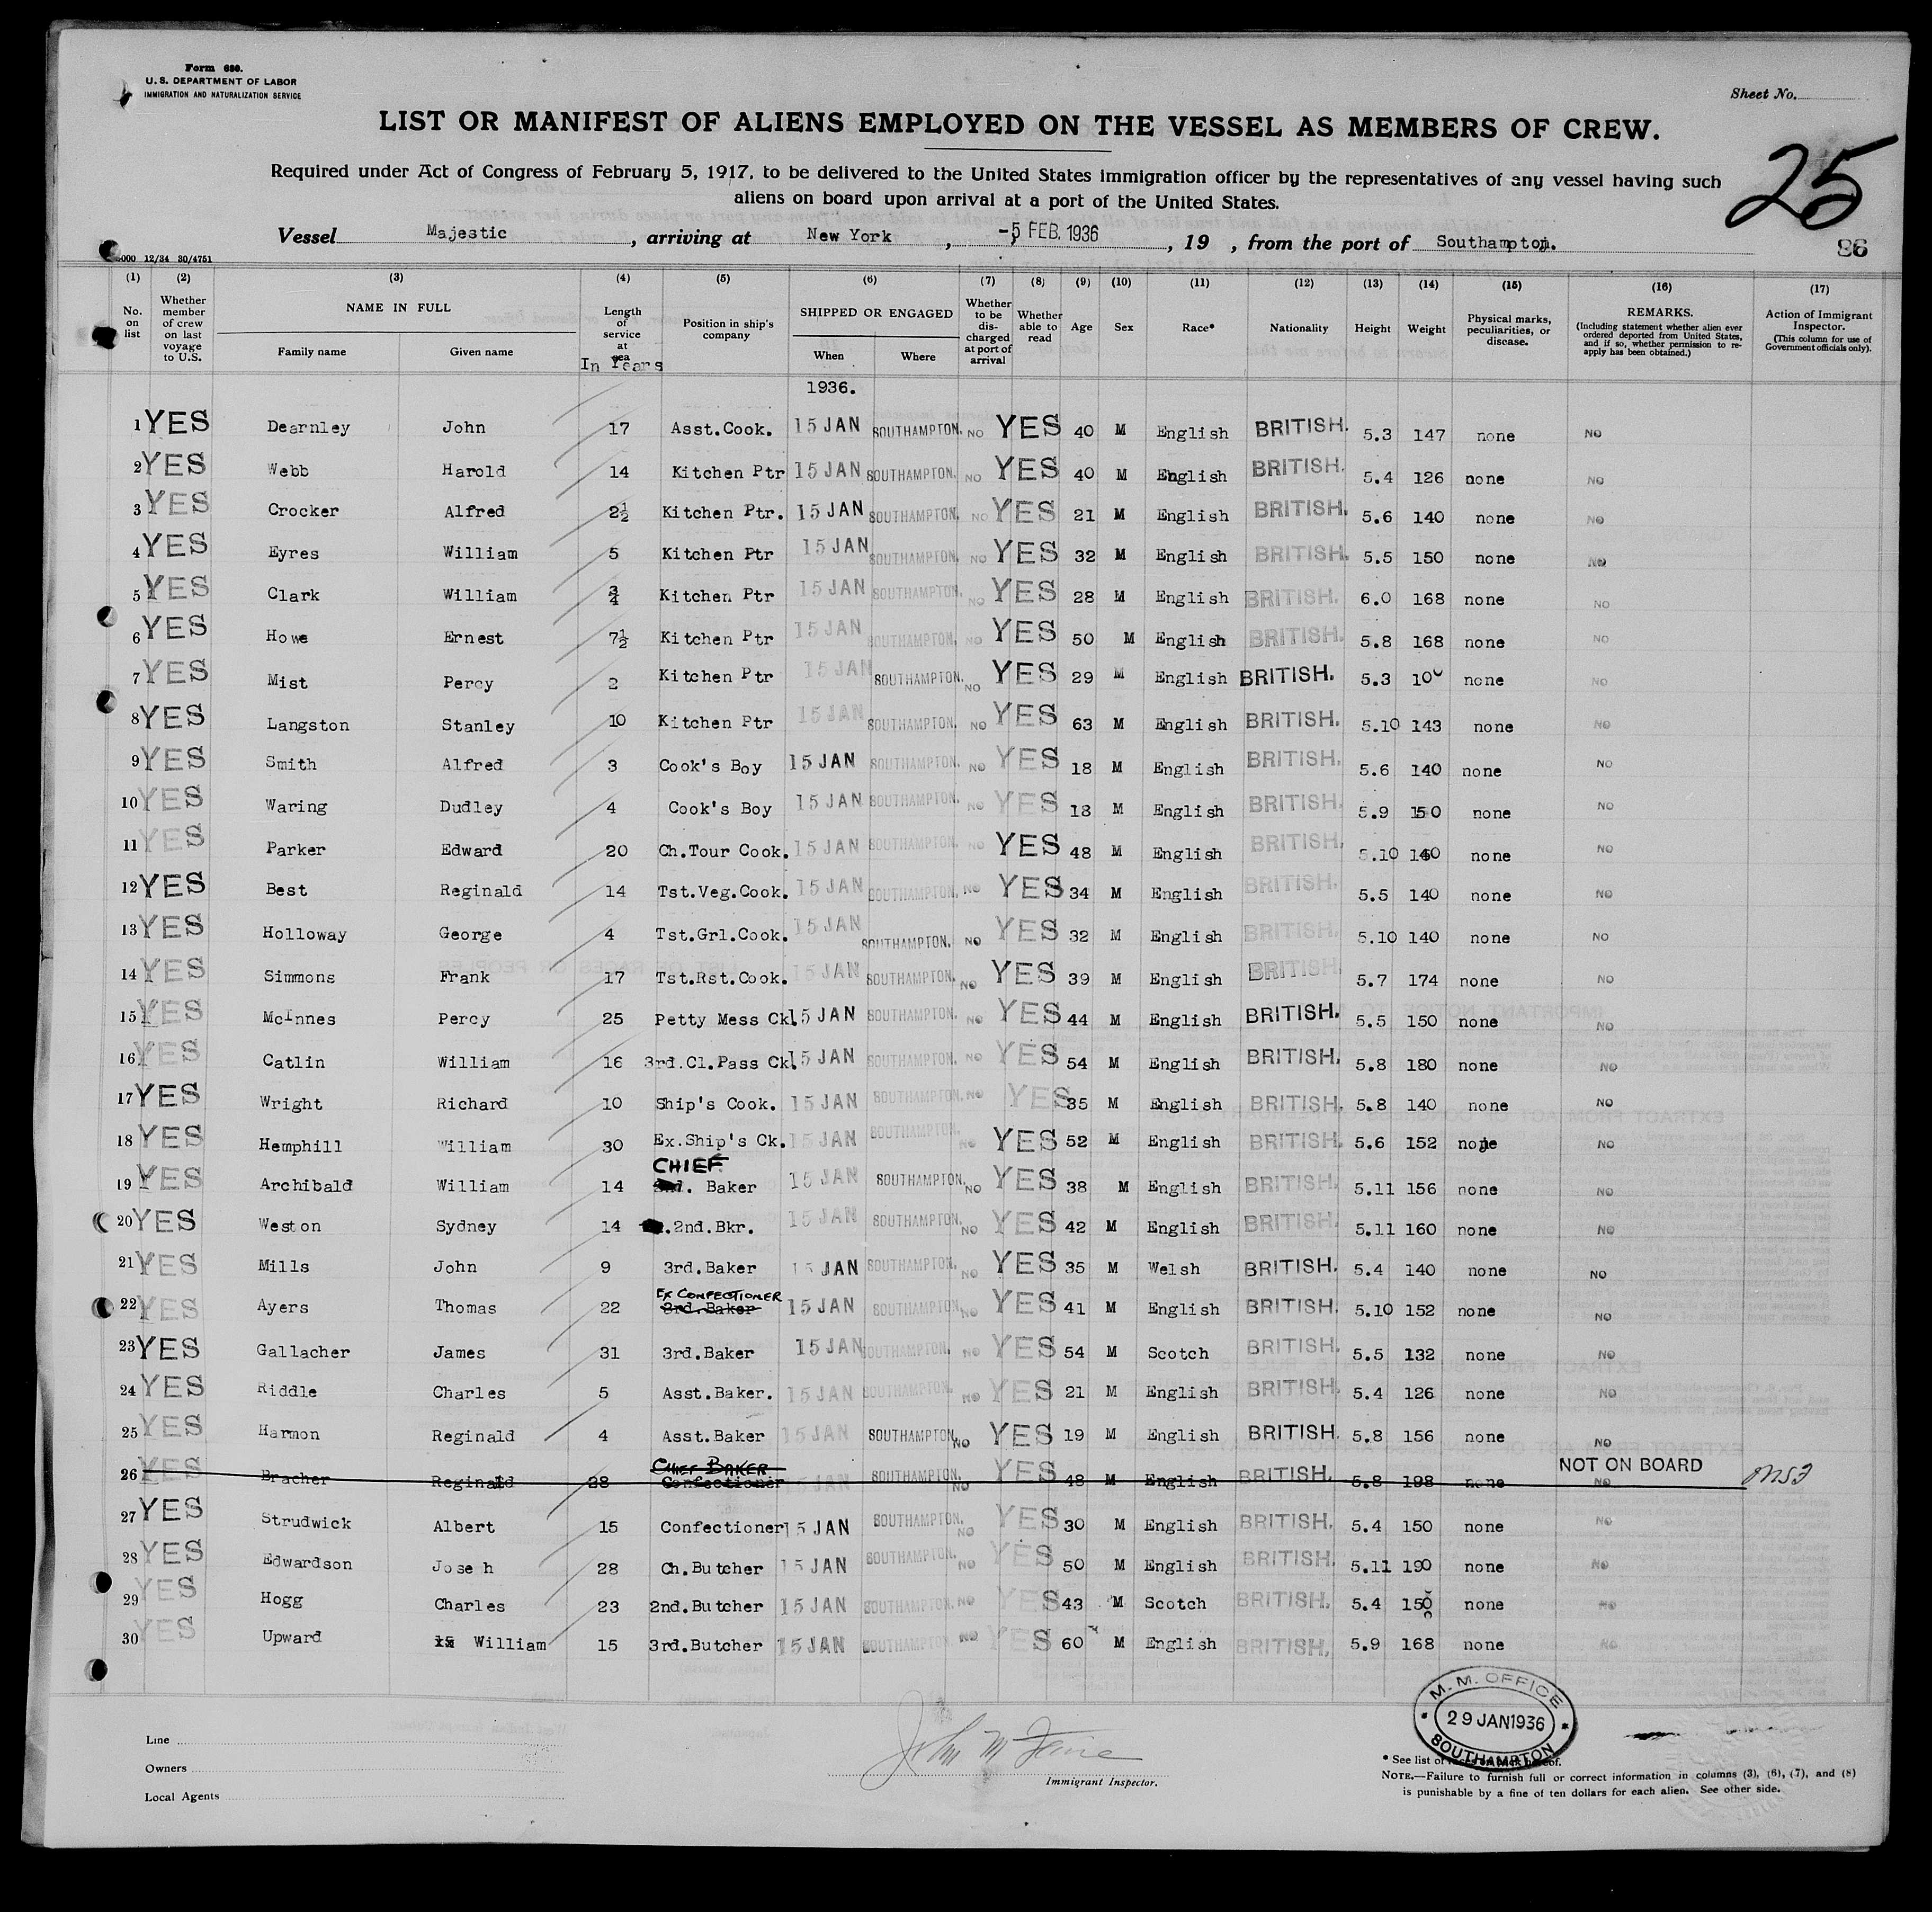 Form 680.
U. S. DEPARTMENT OF LABOR
IMMIGRATION AND NATURALIZATION SERVICE
Sheet No.
LIST OR MANIFEST OF ALIENS EMPLOYED ON THE VESSEL AS MEMBERS OF CREW.
25
Required under Act of Congress of February 5, 1917, to be delivered to the United States immigration officer by the representatives of any vessel having such
aliens on board upon arrival at a port of the United States.
Vessel Majestic , arriving at New York , -5 FEB. 1936 , 19 , from the port of Southampton.
86
000 12/34 30/4751
(1) (2) (3) (4) (5) (6) (7) (8) (9) (10) (11) (12) (13) (14) (15) (16) (17)
No. on list
Whether member of crew on last voyage to U.S.
NAME IN FULL
Family name Given name
Length of service at sea
In Years
Position in ship's company
SHIPPED OR ENGAGED
When Where
Whether to be discharged at port of arrival
Whether able to read
Age Sex Race* Nationality Height Weight
Physical marks, peculiarities, or disease.
REMARKS.
(Including statement whether alien ever ordered deported from United States, and if so, whether permission to re-apply has been obtained.)
Action of Immigrant Inspector.
(This column for use of Government officials only).
1936.
1 YES Dearnley John 17 Asst.Cook. 15 JAN SOUTHAMPTON. NO YES 40 M English BRITISH. 5.3 147 none NO
2 YES Webb Harold 14 Kitchen Ptr 15 JAN SOUTHAMPTON. NO YES 40 M English BRITISH. 5.4 126 none NO
3 YES Crocker Alfred 2½ Kitchen Ptr. 15 JAN SOUTHAMPTON. NO YES 21 M English BRITISH. 5.6 140 none NO
4 YES Eyres William 5 Kitchen Ptr 15 JAN SOUTHAMPTON. NO YES 32 M English BRITISH. 5.5 150 none NO
5 YES Clark William ¾ Kitchen Ptr 15 JAN SOUTHAMPTON. NO YES 28 M English BRITISH. 6.0 168 none NO
6 YES Howe Ernest 7½ Kitchen Ptr 15 JAN SOUTHAMPTON. NO YES 50 M English BRITISH. 5.8 168 none NO
7 YES Mist Percy 2 Kitchen Ptr 15 JAN SOUTHAMPTON. NO YES 29 M English BRITISH. 5.3 100 none NO
8 YES Langston Stanley 10 Kitchen Ptr 15 JAN SOUTHAMPTON. NO YES 63 M English BRITISH. 5.10 143 none NO
9 YES Smith Alfred 3 Cook's Boy 15 JAN SOUTHAMPTON. NO YES 18 M English BRITISH. 5.6 140 none NO
10 YES Waring Dudley 4 Cook's Boy 15 JAN SOUTHAMPTON. NO YES 18 M English BRITISH. 5.9 150 none NO
11 YES Parker Edward 20 Ch.Tour Cook. 15 JAN SOUTHAMPTON. NO YES 48 M English BRITISH. 5.10 none NO
12 YES Best Reginald 14 Tst.Veg.Cook. 15 JAN SOUTHAMPTON. NO YES 34 M English BRITISH. 5.5 140 none NO
13 YES Holloway George 4 Tst.Grl.Cook. 15 JAN SOUTHAMPTON. NO YES 32 M English BRITISH. 5.10 140 none NO
14 YES Simmons Frank 17 Tst.Rst.Cook. 15 JAN SOUTHAMPTON. NO YES 39 M English BRITISH. 5.7 174 none NO
15 YES McInnes Percy 25 Petty Mess Ck. 15 JAN SOUTHAMPTON. NO YES 44 M English BRITISH. 5.5 150 none NO
16 YES Catlin William 16 3rd.Cl.Pass Ck. 15 JAN SOUTHAMPTON. NO YES 54 M English BRITISH. 5.8 180 none NO
17 YES Wright Richard 10 Ship's Cook. 15 JAN SOUTHAMPTON. NO YES 35 M English BRITISH. 5.8 140 none NO
18 YES Hemphill William 30 Ex.Ship's Ck. 15 JAN SOUTHAMPTON. NO YES 52 M English BRITISH. 5.6 152 none NO
CHIEF
19 YES Archibald William 14 Baker 15 JAN SOUTHAMPTON. NO YES 38 M English BRITISH. 5.11 156 none NO
20 YES Weston Sydney 14 .2nd.Bkr. 15 JAN SOUTHAMPTON. NO YES 42 M English BRITISH. 5.11 160 none NO
21 YES Mills John 9 3rd.Baker 15 JAN SOUTHAMPTON. NO YES 35 M Welsh BRITISH. 5.4 140 none NO
EX CONFECTIONER
22 YES Ayers Thomas 22 3rd.Baker 15 JAN SOUTHAMPTON. NO YES 41 M English BRITISH. 5.10 152 none NO
23 YES Gallacher James 31 3rd.Baker 15 JAN SOUTHAMPTON. NO YES 54 M Scotch BRITISH. 5.5 132 none NO
24 YES Riddle Charles 5 Asst.Baker. 15 JAN SOUTHAMPTON. NO YES 21 M English BRITISH. 5.4 126 none NO
25 YES Harmon Reginald 4 Asst.Baker 15 JAN SOUTHAMPTON. NO YES 19 M English BRITISH. 5.8 156 none NO
CHIEF BAKER NOT ON BOARD
26 YES Bracher Reginald 28 Confectioner 15 JAN SOUTHAMPTON. NO YES 48 M English BRITISH. 5.8 198 none NO
27 YES Strudwick Albert 15 Confectioner 15 JAN SOUTHAMPTON. NO YES 30 M English BRITISH. 5.4 150 none NO
28 YES Edwardson Jose h 28 Ch.Butcher 15 JAN SOUTHAMPTON. NO YES 50 M English BRITISH. 5.11 190 none NO
29 YES Hogg Charles 23 2nd.Butcher 15 JAN SOUTHAMPTON. NO YES 43 M Scotch BRITISH. 5.4 150 none NO
30 YES Upward William 15 3rd.Butcher 15 JAN SOUTHAMPTON. NO YES 60 M English BRITISH. 5.9 168 none NO
M. M. OFFICE
29 JAN 1936
SOUTHAMPTON
Line
Owners
Local Agents
Immigrant Inspector.
* See list of
NOTE.—Failure to furnish full or correct information in columns (3), (6), (7), and (8)
is punishable by a fine of ten dollars for each alien. See other side.